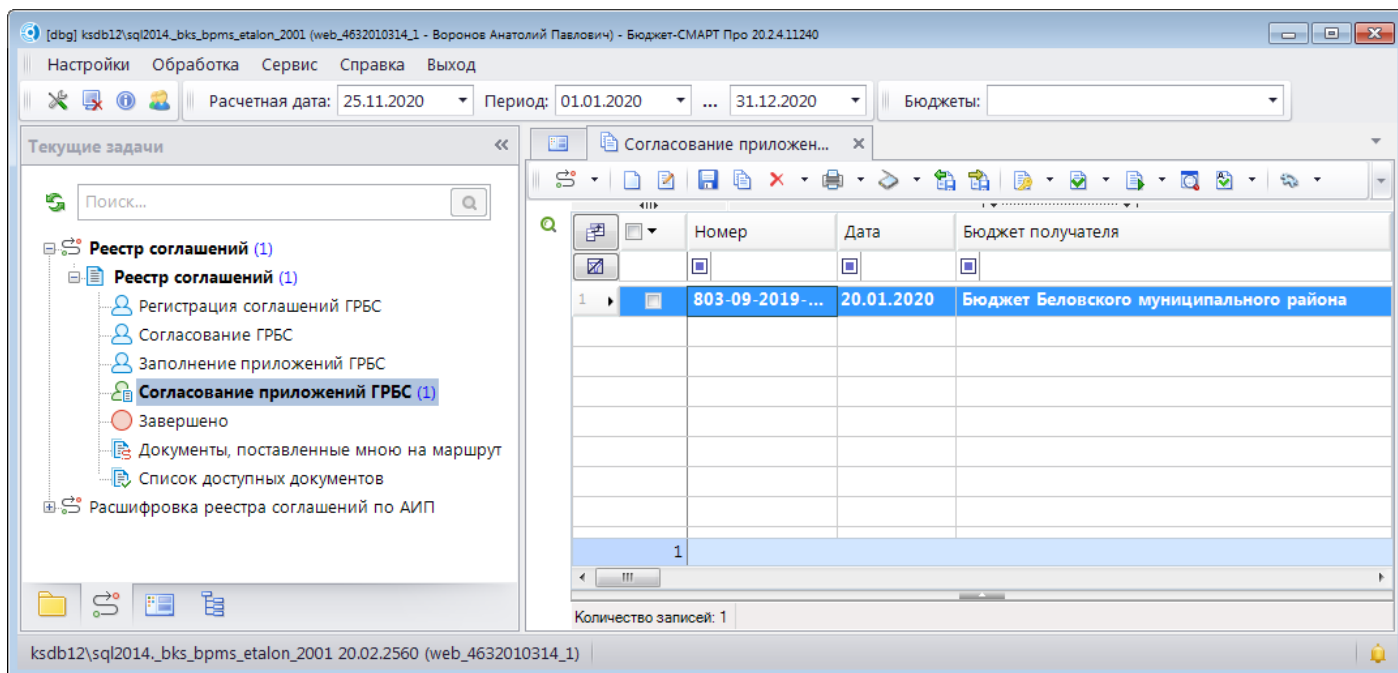 [dbg] ksdb12\sql2014._bks_bpms_etalon_2001 (web_4632010314_1 - Воронов Анатолий Павлович) - Бюджет-СМАРТ Про 20.2.4.11240
Настройки Обработка Сервис Справка Выход
Расчетная дата: 25.11.2020 Период: 01.01.2020 ... 31.12.2020 Бюджеты:
Текущие задачи
Согласование приложен...
Поиск...
Номер Дата Бюджет получателя
Реестр соглашений (1)
Реестр соглашений (1)
1 803-09-2019-... 20.01.2020 Бюджет Беловского муниципального района
Регистрация соглашений ГРБС
Согласование ГРБС
Заполнение приложений ГРБС
Согласование приложений ГРБС (1)
Завершено
Документы, поставленные мною на маршрут
Список доступных документов
Расшифровка реестра соглашений по АИП
1
Количество записей: 1
ksdb12\sql2014._bks_bpms_etalon_2001 20.02.2560 (web_4632010314_1)